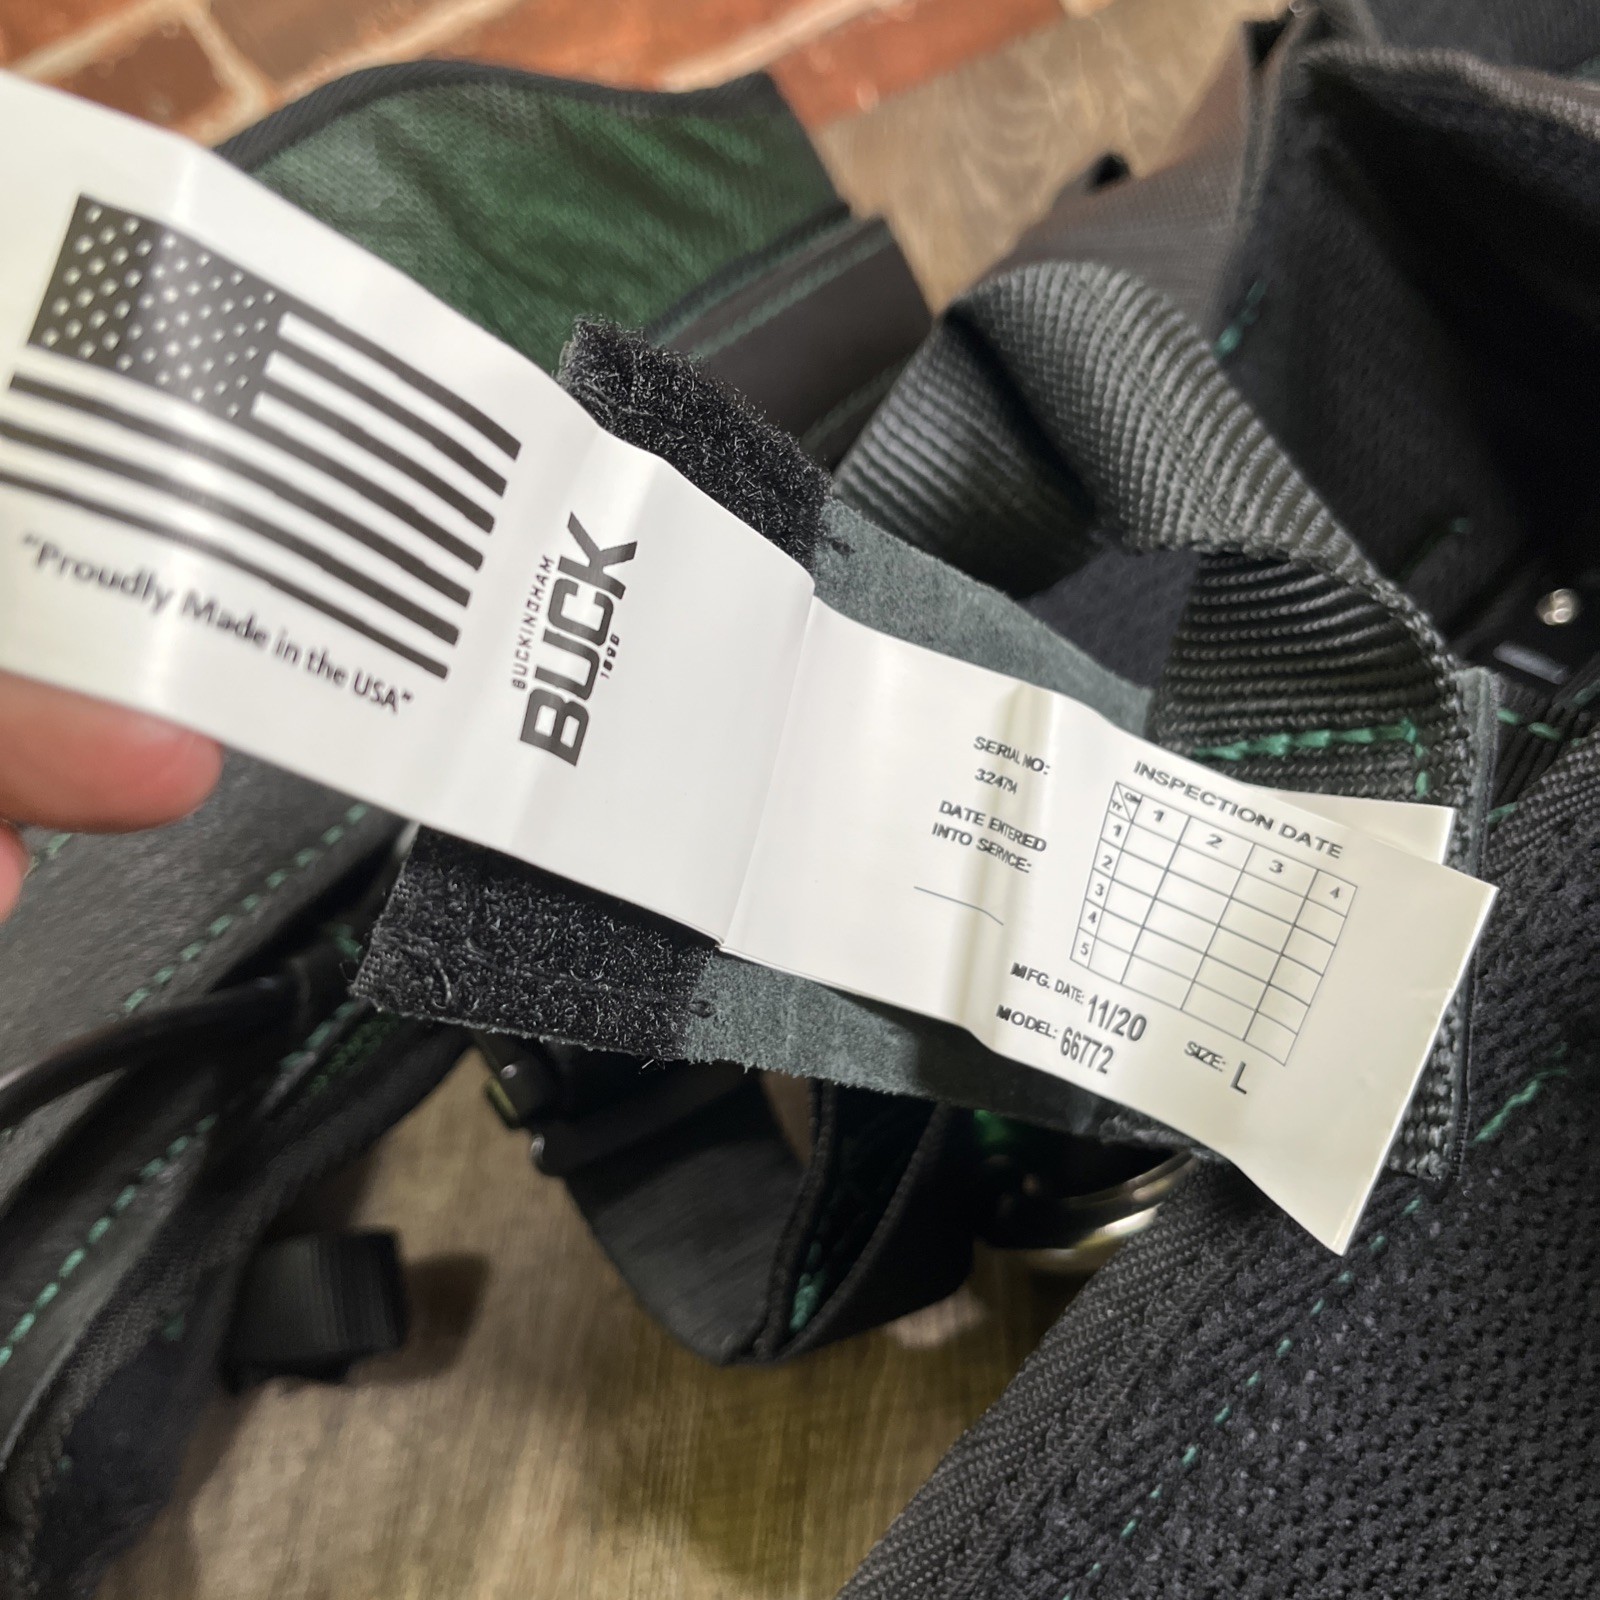 "Proudly Made in the USA"
BUCKINGHAM
BUCK
1896
SERIAL NO:
DATE ENTERED
INTO SERVICE:
INSPECTION DATE
1 2 3 4
1
2
3
4
5
MFG. DATE: 11/20
MODEL: 66772
SIZE: L